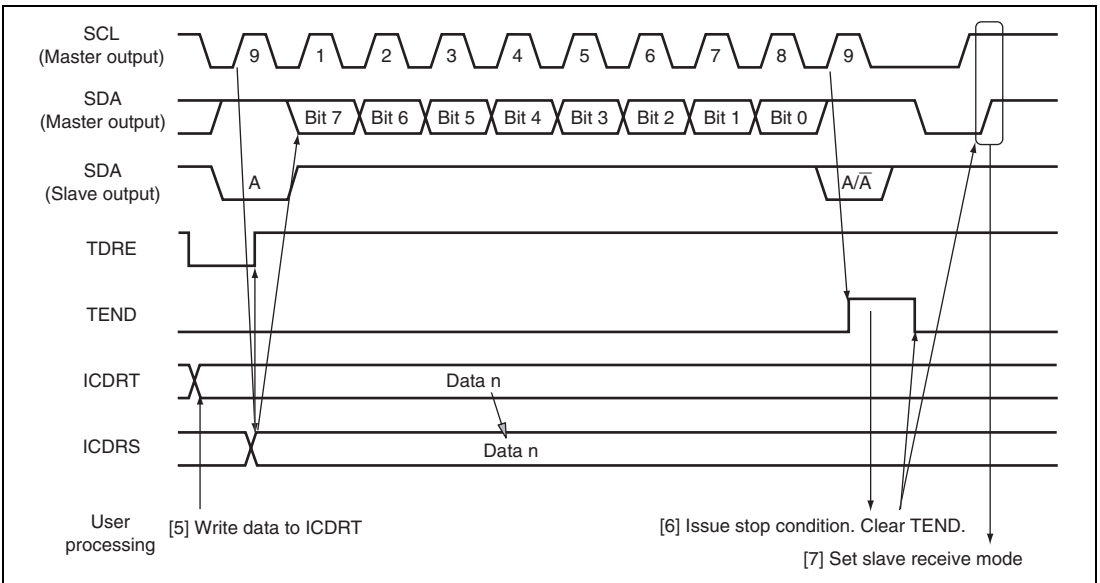 SCL
(Master output)
9 1 2 3 4 5 6 7 8 9
SDA
(Master output)
Bit 7 Bit 6 Bit 5 Bit 4 Bit 3 Bit 2 Bit 1 Bit 0
SDA
(Slave output)
A A/A̅
TDRE
TEND
ICDRT
Data n
ICDRS
Data n
User
processing
[5] Write data to ICDRT
[6] Issue stop condition. Clear TEND.
[7] Set slave receive mode